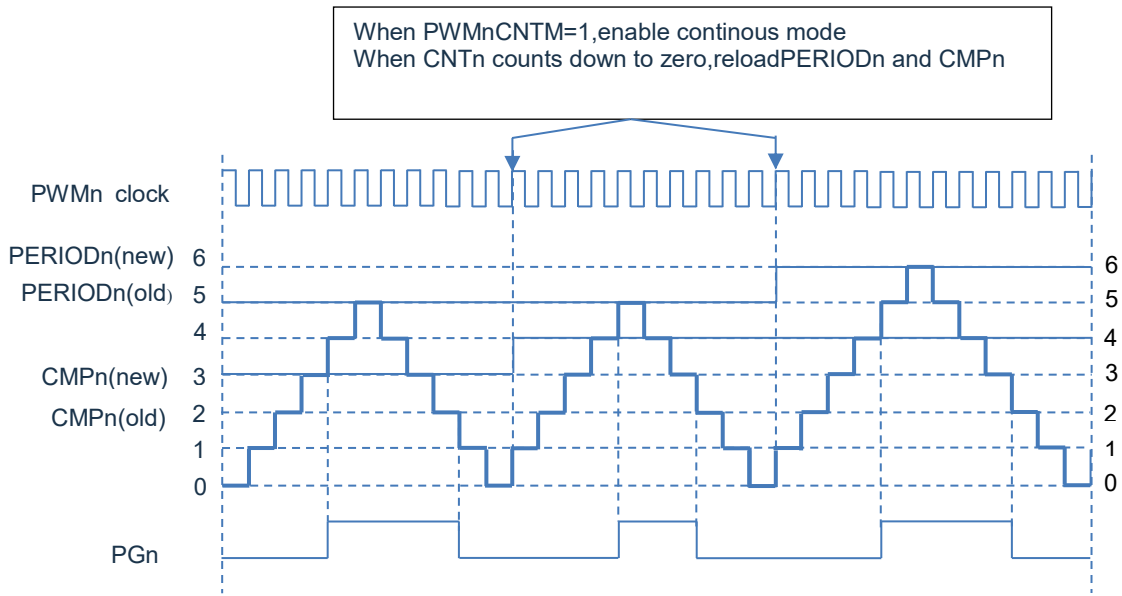 When PWMnCNTM=1,enable continous mode
When CNTn counts down to zero,reloadPERIODn and CMPn
PWMn clock
PERIODn(new) 6
6
PERIODn(old) 5
5
4
4
CMPn(new) 3
3
CMPn(old) 2
2
1
1
0
0
PGn